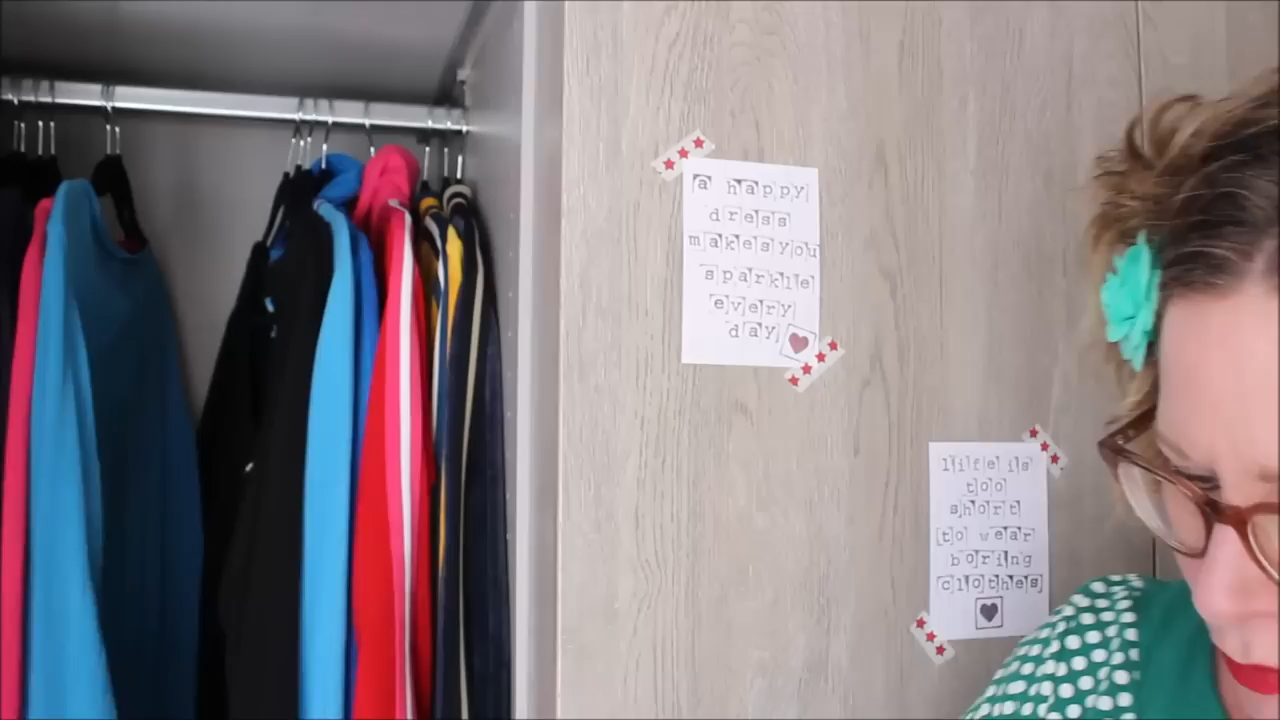 a happy
dress
makes you
sparkle
every
day
life is
too
short
to wear
boring
clothes